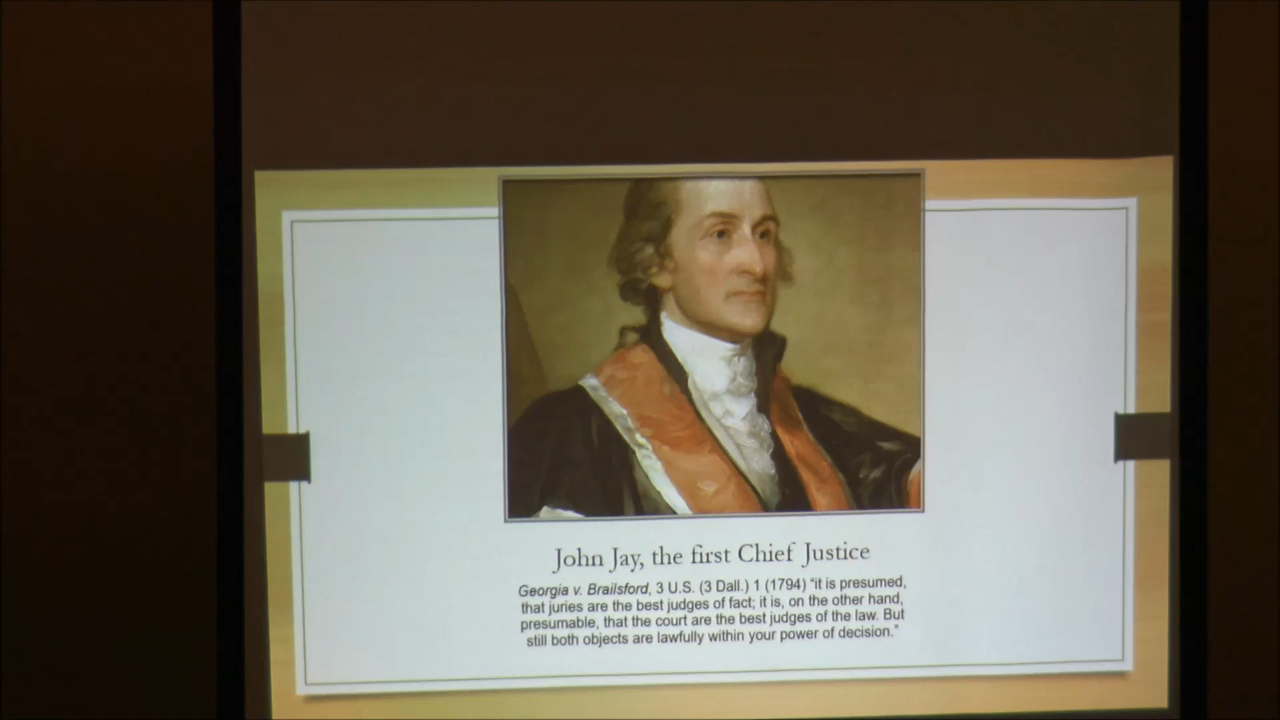 John Jay, the first Chief Justice
Georgia v. Brailsford, 3 U.S. (3 Dall.) 1 (1794) “it is presumed,
that juries are the best judges of fact; it is, on the other hand,
presumable, that the court are the best judges of the law. But
still both objects are lawfully within your power of decision.”